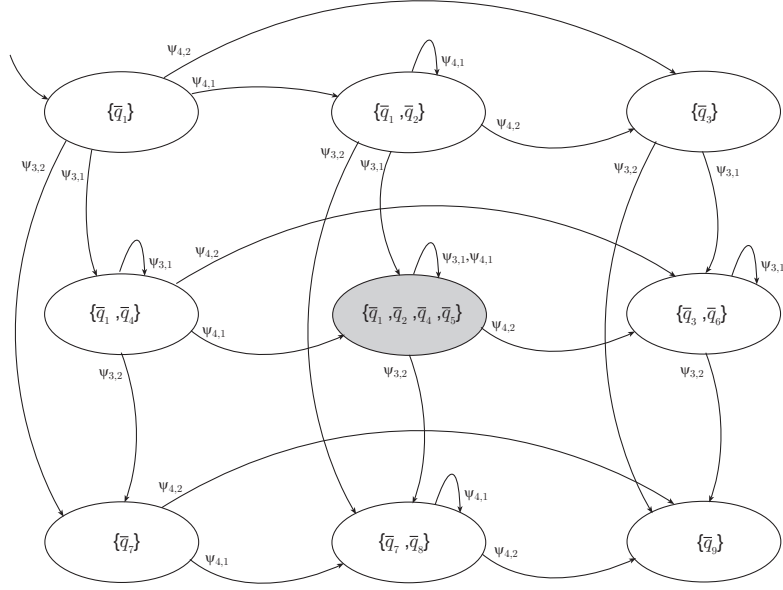 ψ₄,₂
ψ₄,₁
ψ₄,₁
{q̅₁}
{q̅₁ ,q̅₂}
{q̅₃}
ψ₄,₂
ψ₃,₂
ψ₃,₁
ψ₃,₂
ψ₃,₁
ψ₃,₂
ψ₃,₁
ψ₄,₂
ψ₃,₁
ψ₃,₁,ψ₄,₁
ψ₃,₁
{q̅₁ ,q̅₄}
{q̅₁ ,q̅₂ ,q̅₄ ,q̅₅}
{q̅₃ ,q̅₆}
ψ₄,₁
ψ₄,₂
ψ₃,₂
ψ₃,₂
ψ₃,₂
ψ₄,₂
ψ₄,₁
{q̅₇}
{q̅₇ ,q̅₈}
{q̅₉}
ψ₄,₁
ψ₄,₂